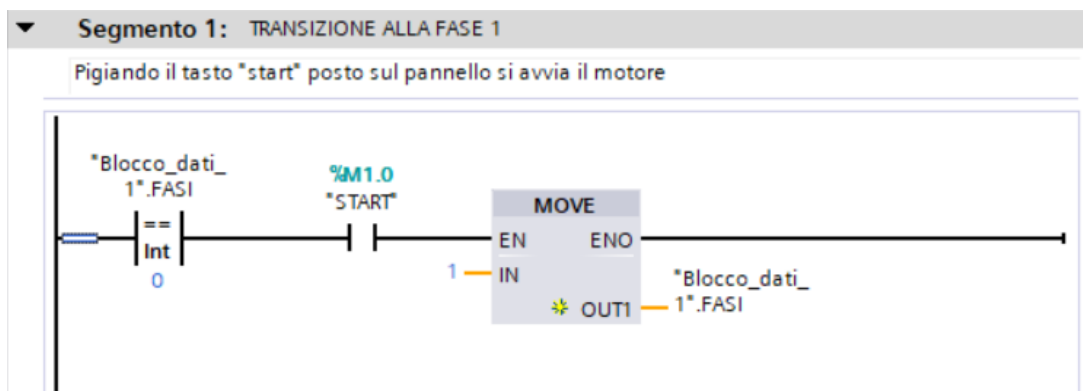 Segmento 1: TRANSIZIONE ALLA FASE 1
Pigiando il tasto "start" posto sul pannello si avvia il motore
"Blocco_dati_
1".FASI
==
Int
0
%M1.0
"START"
MOVE
EN ENO
1 IN
OUT1
"Blocco_dati_
1".FASI